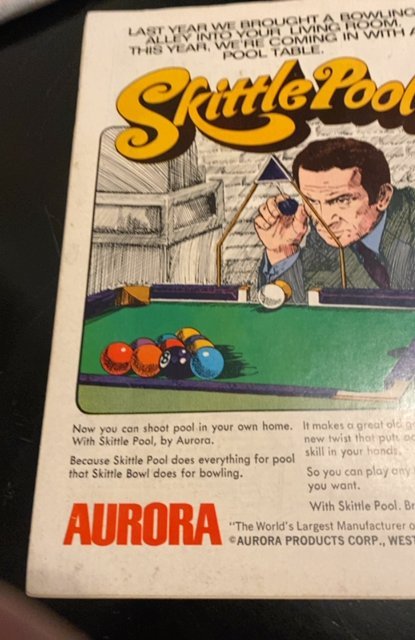 LAST YEAR WE BROUGHT A BOWLING
ALLEY INTO YOUR LIVING ROOM.
THIS YEAR, WE'RE COMING IN WITH A
POOL TABLE.
Skittle Pool
8
Now you can shoot pool in your own home.
With Skittle Pool, by Aurora.
Because Skittle Pool does everything for pool
that Skittle Bowl does for bowling.
It makes a great old
new twist that puts
skill in your hands.
So you can play any
you want.
With Skittle Pool.
AURORA
"The World's Largest Manufacturer
©AURORA PRODUCTS CORP., WEST